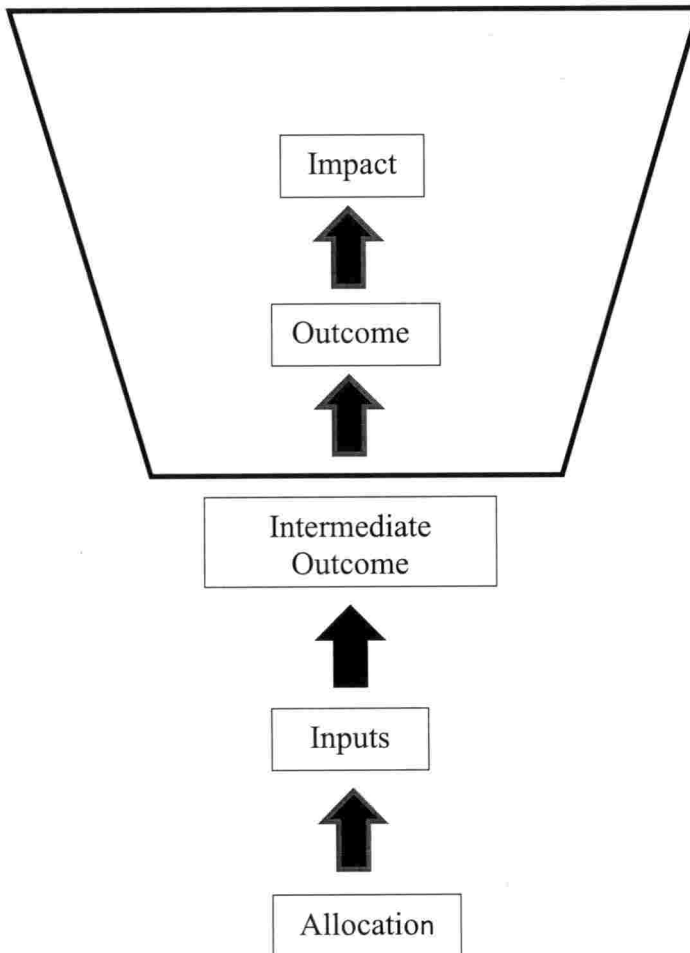 Impact
Outcome
Intermediate
Outcome
Inputs
Allocation